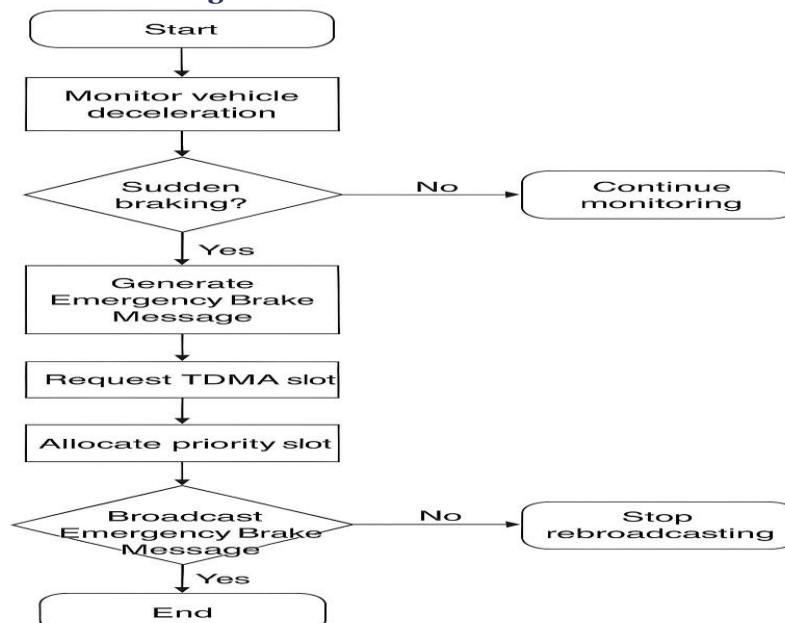 Start
Monitor vehicle
deceleration
Sudden
braking?
No
Continue
monitoring
Yes
Generate
Emergency Brake
Message
Request TDMA slot
Allocate priority slot
Broadcast
Emergency Brake
Message
No
Stop
rebroadcasting
Yes
End